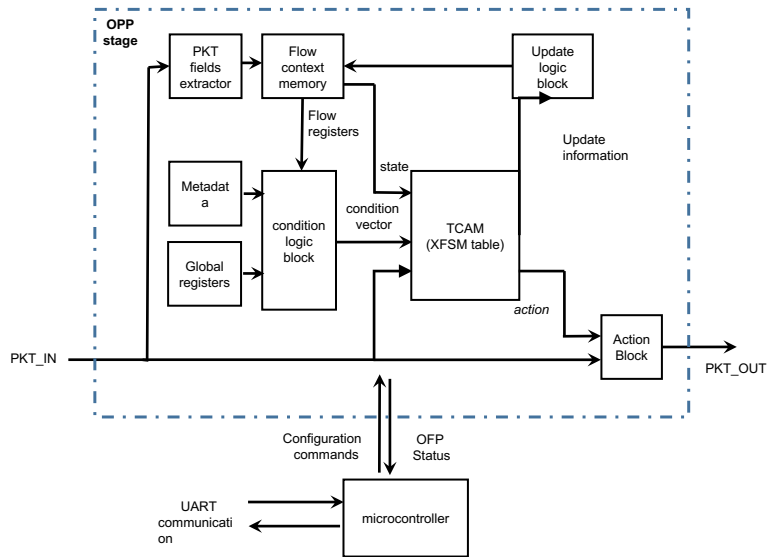 OPP
stage
PKT
fields
extractor
Flow
context
memory
Update
logic
block
Flow
registers
Update
information
state
Metadat
a
condition
logic
block
condition
vector
TCAM
(XFSM table)
Global
registers
action
PKT_IN
Action
Block
PKT_OUT
Configuration
commands
OFP
Status
UART
communicati
on
microcontroller